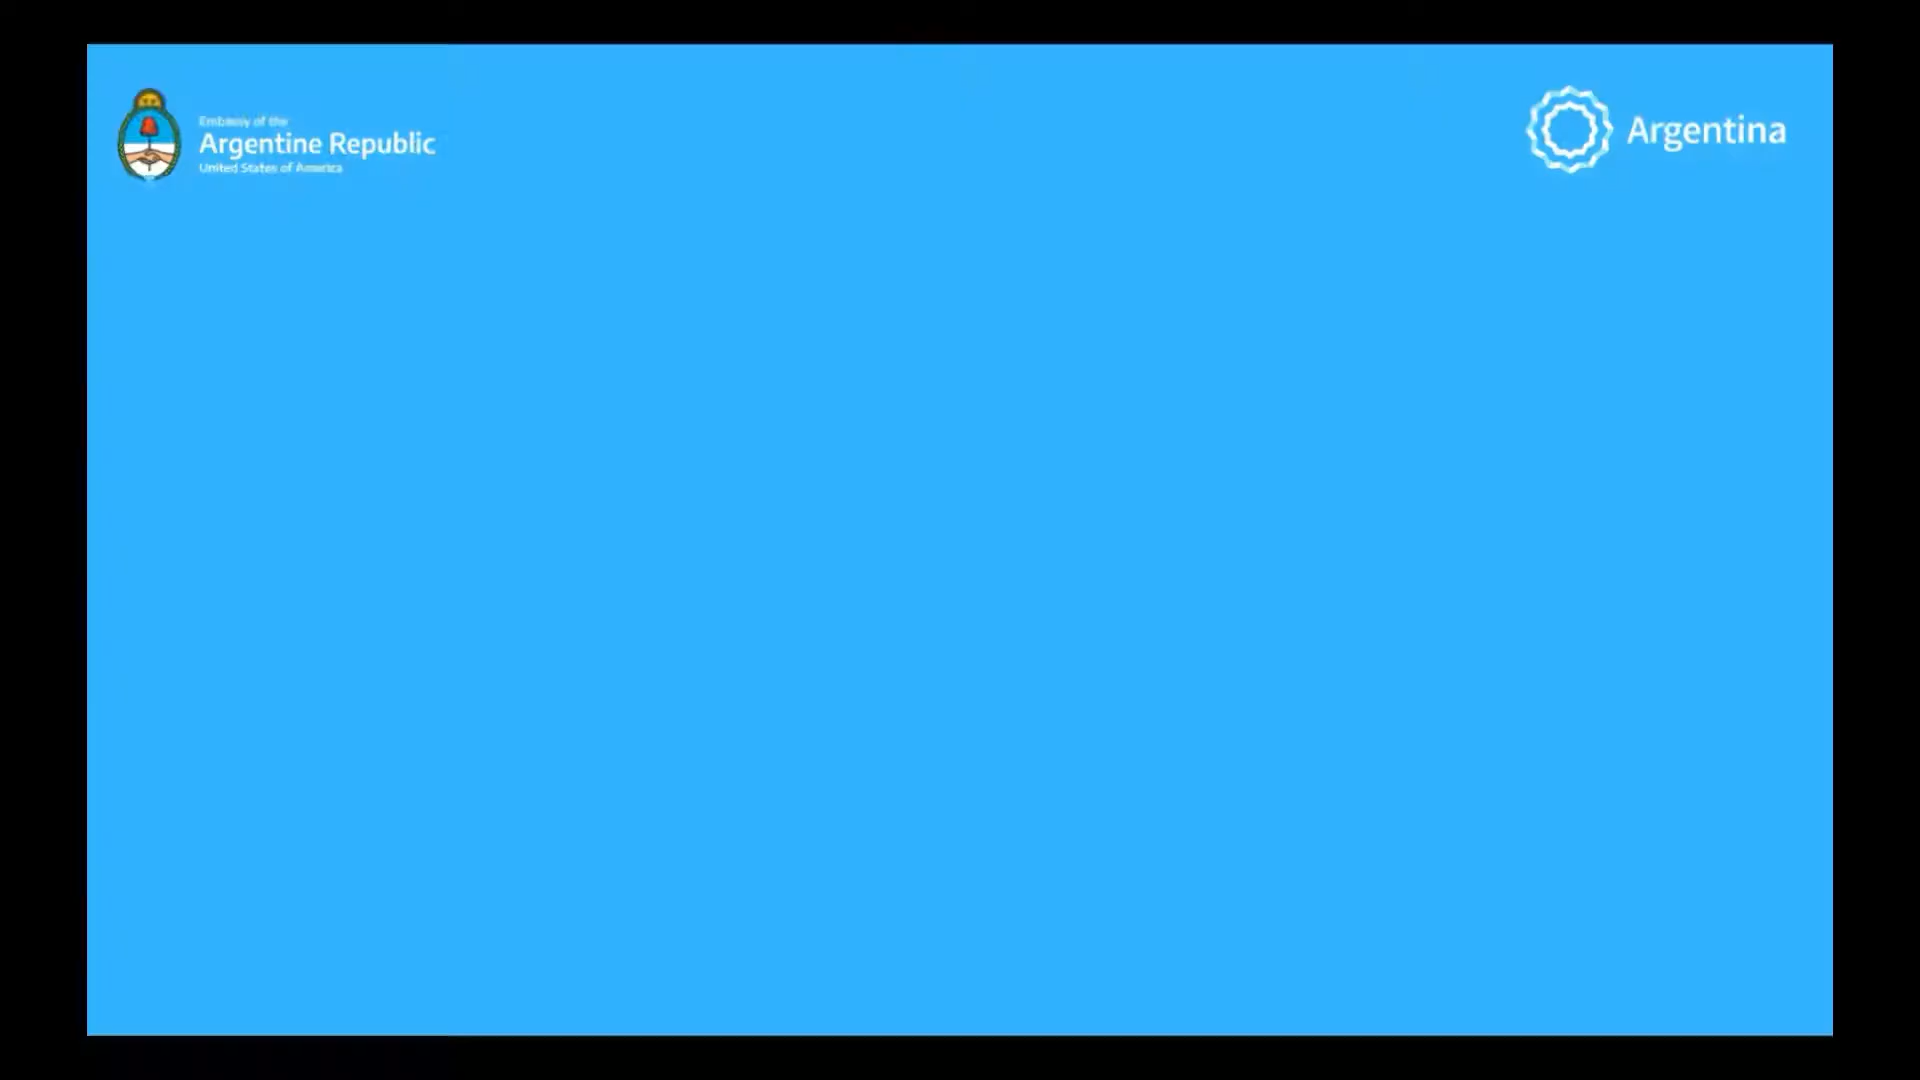 Embassy of the
Argentine Republic
United States of America
Argentina